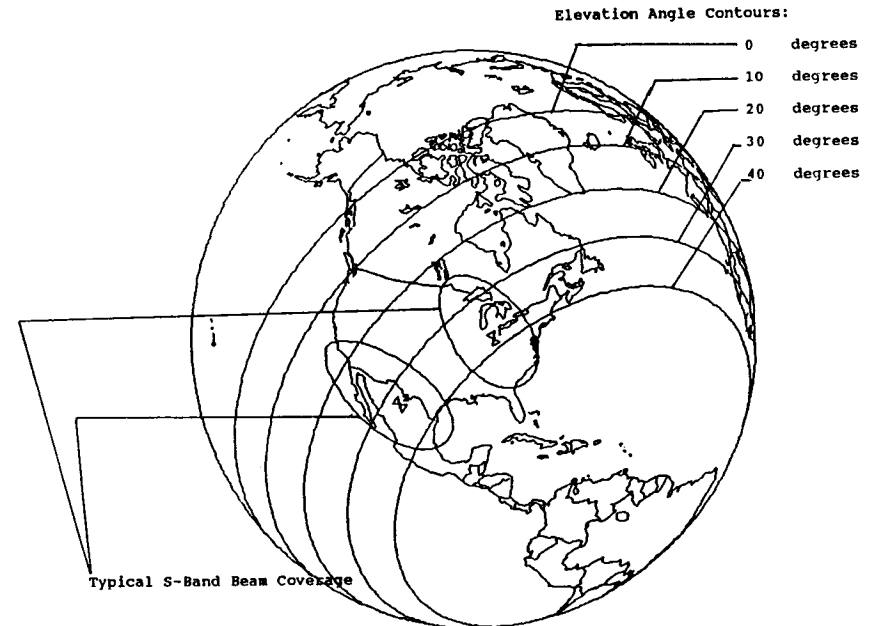 Elevation Angle Contours:
0 degrees
10 degrees
20 degrees
30 degrees
40 degrees
Typical S-Band Beam Coverage